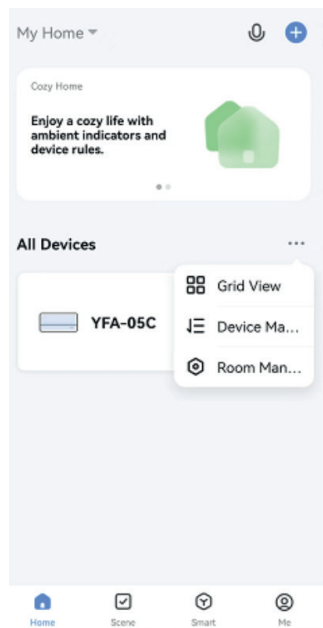 My Home
Cozy Home
Enjoy a cozy life with
ambient indicators and
device rules.
All Devices
Grid View
YFA-05C
Device Ma...
Room Man...
Home
Scene
Smart
Me